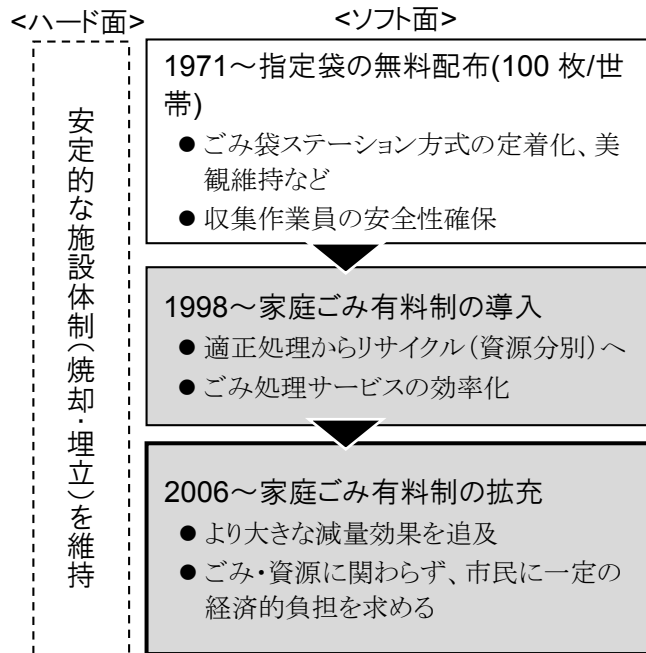 <ハード面>
<ソフト面>
安定的な施設体制(焼却・埋立)を維持
1971～指定袋の無料配布(100 枚/世
帯)
●ごみ袋ステーション方式の定着化、美
観維持など
●収集作業員の安全性確保
1998～家庭ごみ有料制の導入
●適正処理からリサイクル(資源分別)へ
●ごみ処理サービスの効率化
2006～家庭ごみ有料制の拡充
●より大きな減量効果を追及
●ごみ・資源に関わらず、市民に一定の
経済的負担を求める